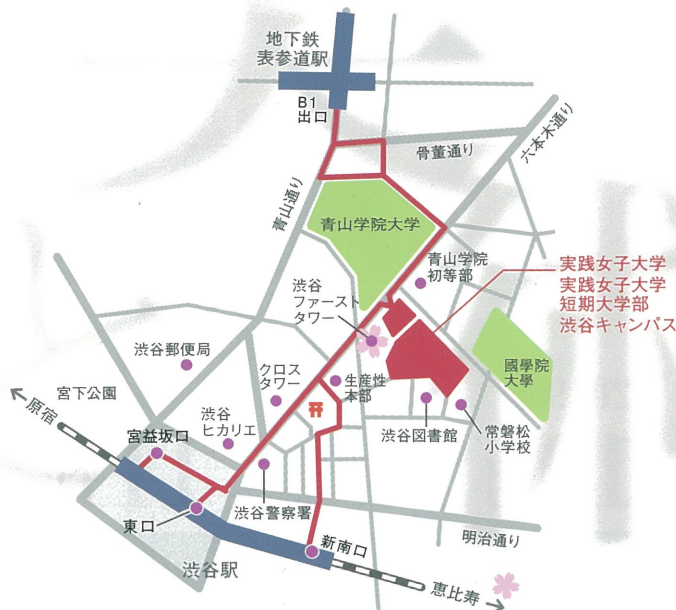 地下鉄
表参道駅
B1
出口
骨董通り
六本木通り
青山通り
青山学院大学
青山学院
初等部
実践女子大学
実践女子大学
短期大学部
渋谷キャンパス
渋谷
ファースト
タワー
渋谷郵便局
クロス
タワー
生産性
本部
國學院
大學
宮下公園
原宿
渋谷
ヒカリエ
宮益坂口
渋谷図書館
常磐松
小学校
渋谷警察署
東口
新南口
明治通り
渋谷駅
恵比寿